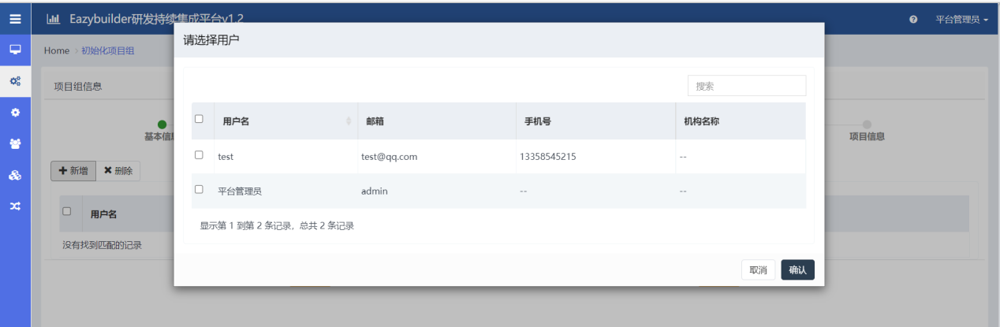 Eazybuilder研发持续集成平台v1.2
平台管理员
Home > 初始化项目组
请选择用户
项目组信息
搜索
用户名 邮箱 手机号 机构名称
基本信息
项目信息
test test@qq.com 13358545215 --
新增 删除
平台管理员 admin -- --
用户名
显示第 1 到第 2 条记录，总共 2 条记录
没有找到匹配的记录
取消 确认